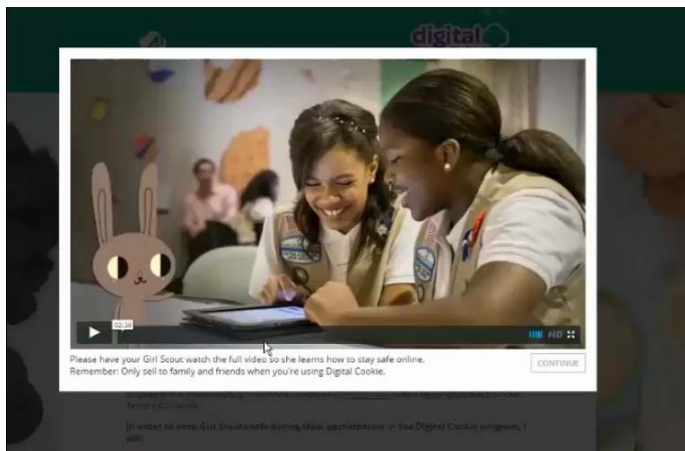 digital
02:36
HD
Please have your Girl Scout watch the full video so she learns how to stay safe online.
CONTINUE
Remember: Only sell to family and friends when you're using Digital Cookie.
In order to keep Girl Scouts safe during their participation in the Digital Cookie program, I
will: